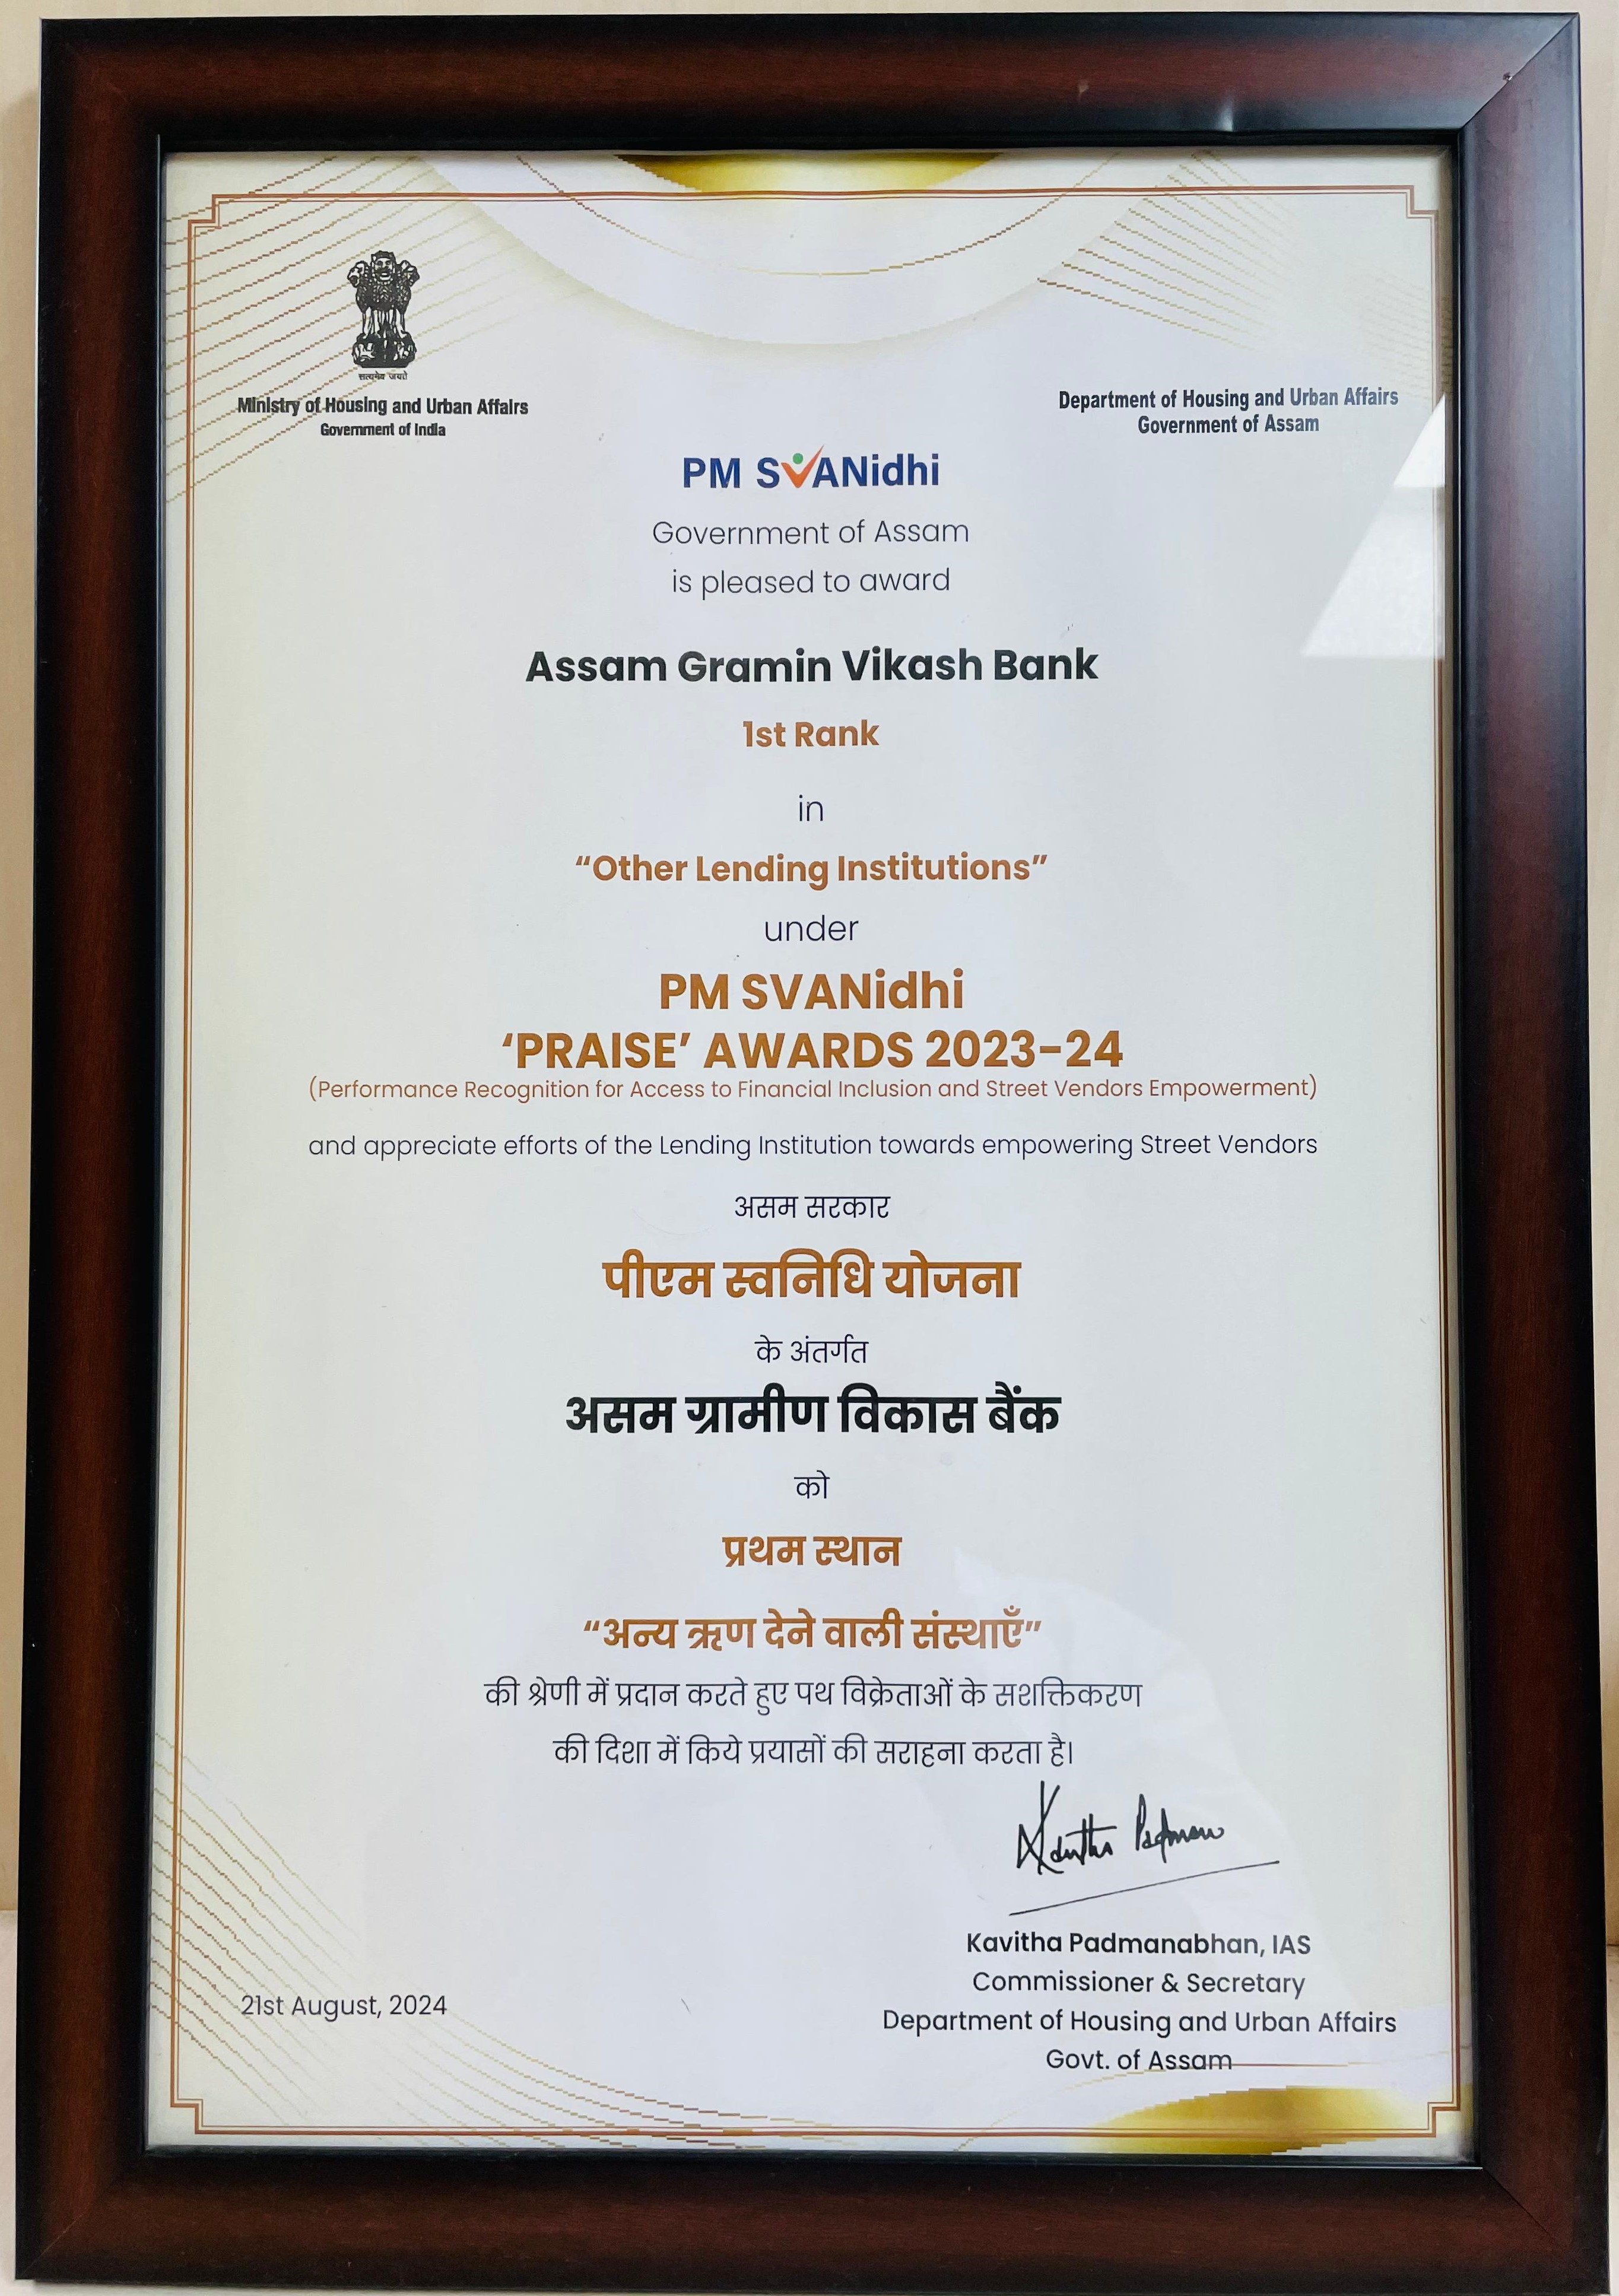 सत्यमेव जयते
Ministry of Housing and Urban Affairs
Government of India
Department of Housing and Urban Affairs
Government of Assam
PM SVANidhi
Government of Assam
is pleased to award
Assam Gramin Vikash Bank
1st Rank
in
“Other Lending Institutions”
under
PM SVANidhi
‘PRAISE’ AWARDS 2023-24
(Performance Recognition for Access to Financial Inclusion and Street Vendors Empowerment)
and appreciate efforts of the Lending Institution towards empowering Street Vendors
असम सरकार
पीएम स्वनिधि योजना
के अंतर्गत
असम ग्रामीण विकास बैंक
को
प्रथम स्थान
“अन्य ऋण देने वाली संस्थाएँ”
की श्रेणी में प्रदान करते हुए पथ विक्रेताओं के सशक्तिकरण
की दिशा में किये प्रयासों की सराहना करता है।
Kavitha Padmanabhan, IAS
Commissioner & Secretary
Department of Housing and Urban Affairs
Govt. of Assam
21st August, 2024